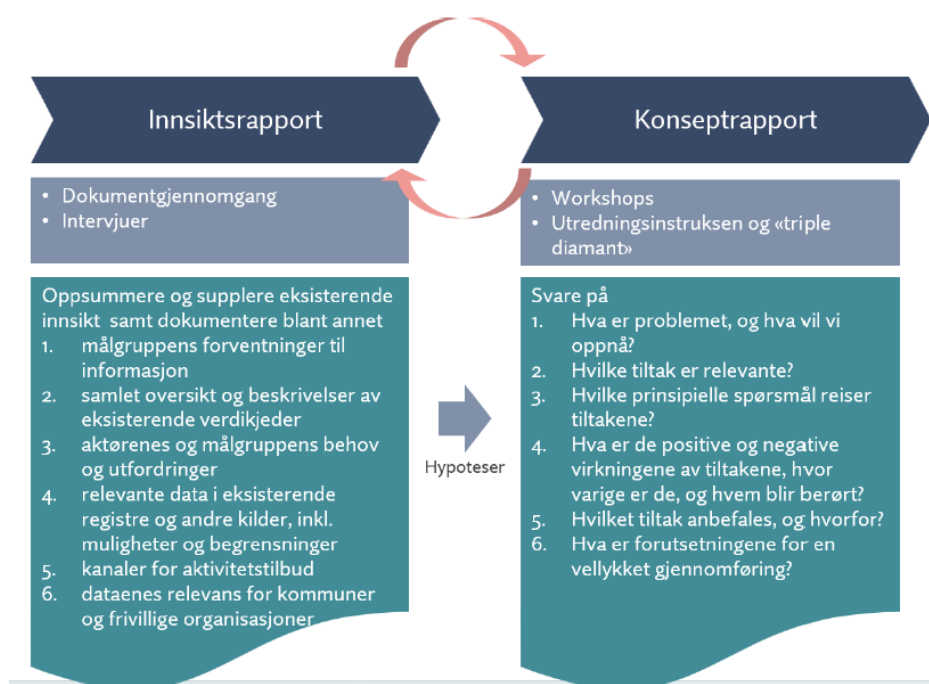 Innsiktsrapport
• Dokumentgjennomgang
• Intervjuer
Oppsummere og supplere eksisterende
innsikt samt dokumentere blant annet
1. målgruppens forventninger til
informasjon
2. samlet oversikt og beskrivelser av
eksisterende verdikjeder
3. aktørenes og målgruppens behov
og utfordringer
4. relevante data i eksisterende
registre og andre kilder, inkl.
muligheter og begrensninger
5. kanaler for aktivitetstilbud
6. dataenes relevans for kommuner
og frivillige organisasjoner
Hypoteser
Konseptrapport
• Workshops
• Utredningsinstruksen og «triple
diamant»
Svare på
1. Hva er problemet, og hva vil vi
oppnå?
2. Hvilke tiltak er relevante?
3. Hvilke prinsipielle spørsmål reiser
tiltakene?
4. Hva er de positive og negative
virkningene av tiltakene, hvor
varige er de, og hvem blir berørt?
5. Hvilket tiltak anbefales, og hvorfor?
6. Hva er forutsetningene for en
vellykket gjennomføring?